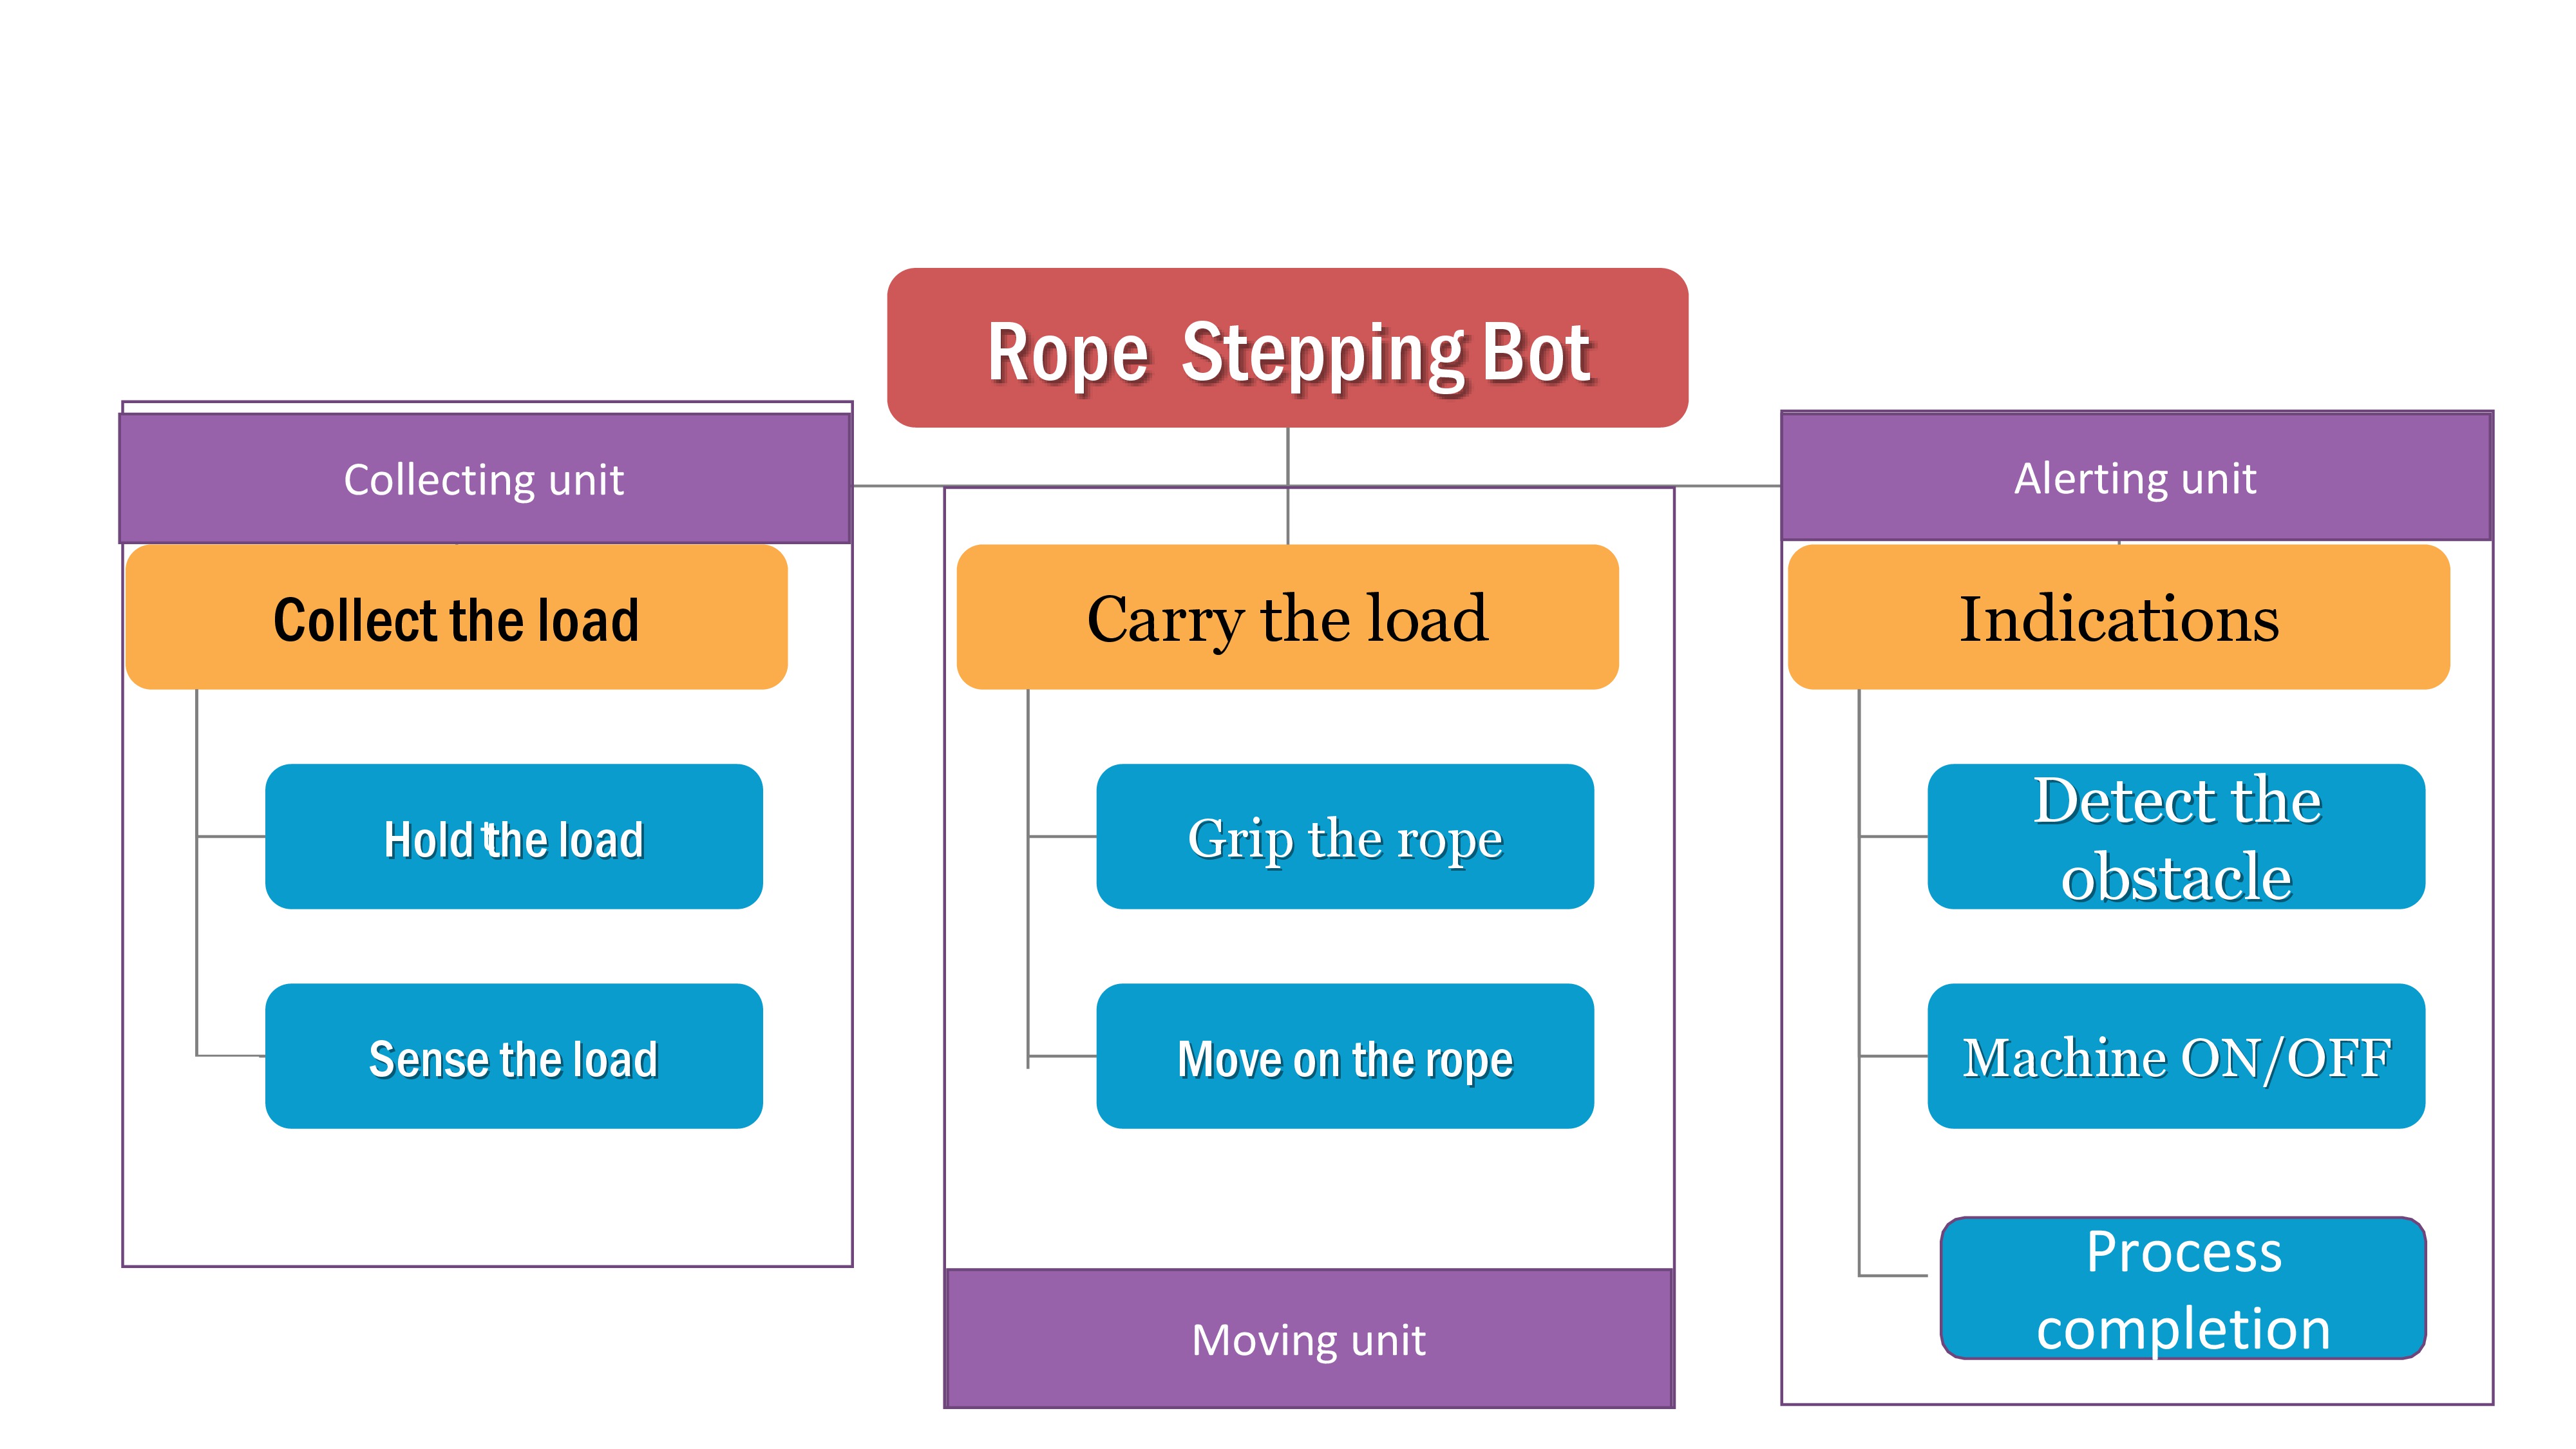 Rope Stepping Bot
Collecting unit
Alerting unit
Collect the load
Carry the load
Indications
Hold the load
Grip the rope
Detect the
obstacle
Sense the load
Move on the rope
Machine ON/OFF
Process
completion
Moving unit